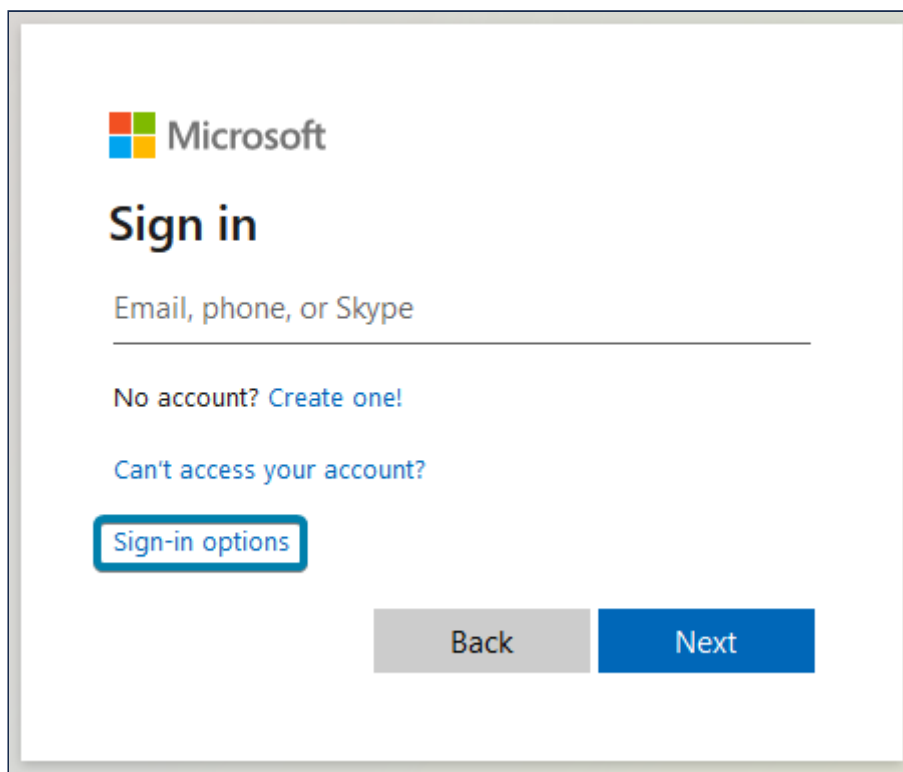 Microsoft
Sign in
Email, phone, or Skype
No account? Create one!
Can't access your account?
Sign-in options
Back Next